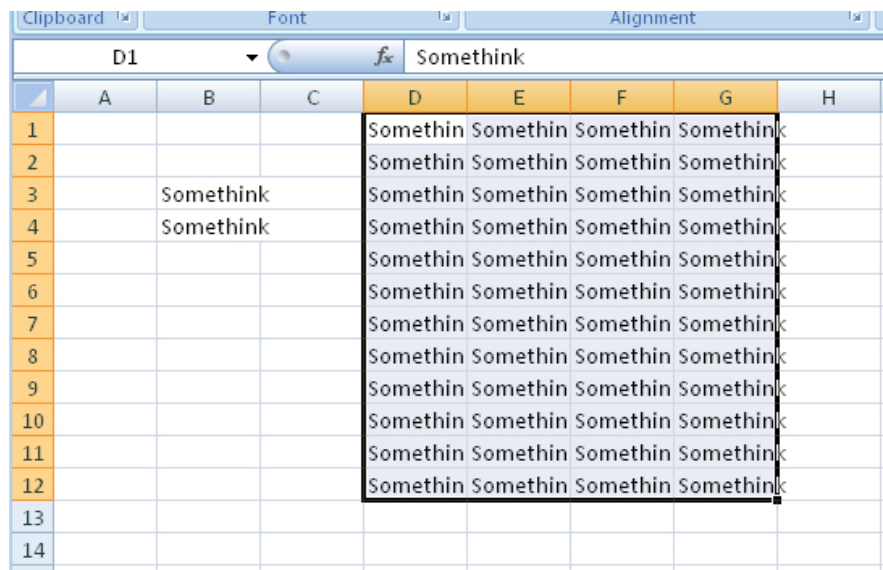 Clipboard Font Alignment
D1 fx Somethink
A B C D E F G H
1 Somethin Somethin Somethin Somethink
2 Somethin Somethin Somethin Somethink
3 Somethink Somethin Somethin Somethin Somethink
4 Somethink Somethin Somethin Somethin Somethink
5 Somethin Somethin Somethin Somethink
6 Somethin Somethin Somethin Somethink
7 Somethin Somethin Somethin Somethink
8 Somethin Somethin Somethin Somethink
9 Somethin Somethin Somethin Somethink
10 Somethin Somethin Somethin Somethink
11 Somethin Somethin Somethin Somethink
12 Somethin Somethin Somethin Somethink
13
14